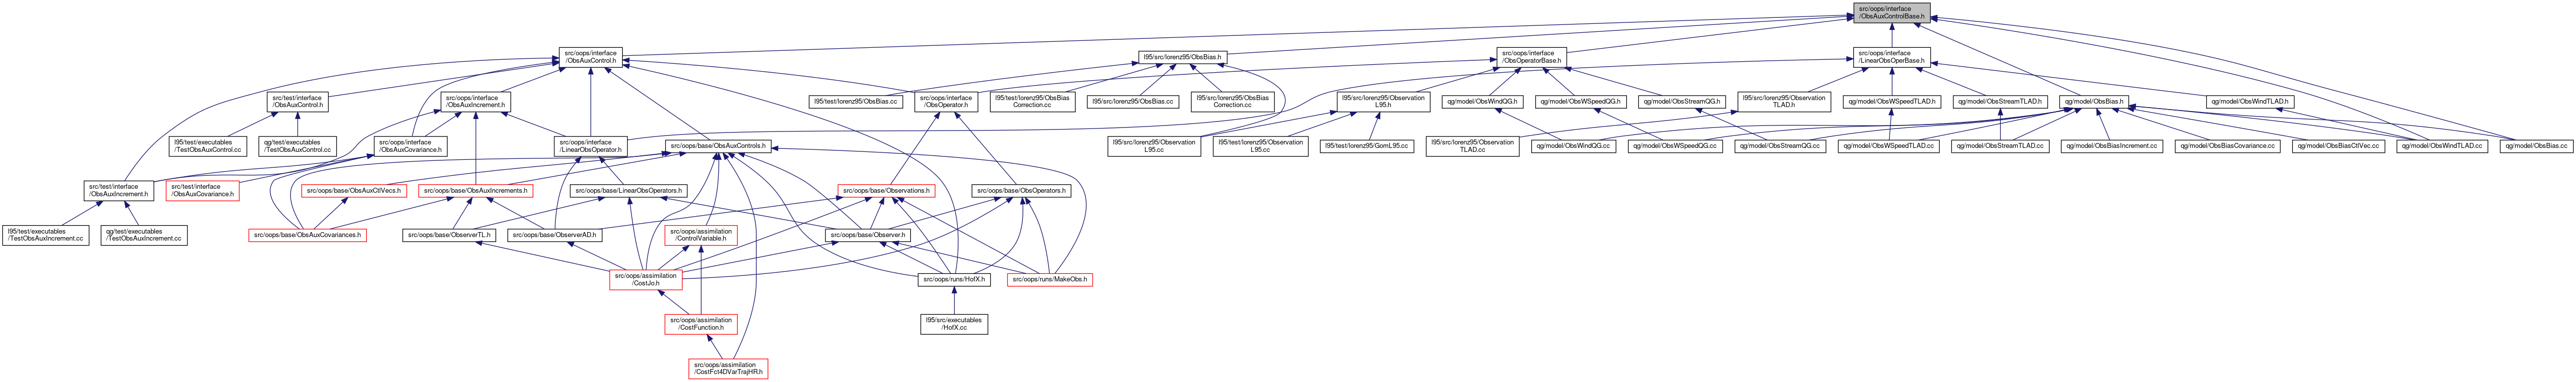 src/oops/interface
/ObsAuxControlBase.h
src/oops/interface
/ObsAuxControl.h
l95/src/lorenz95/ObsBias.h
src/oops/interface
/ObsOperatorBase.h
src/oops/interface
/LinearObsOperBase.h
src/test/interface
/ObsAuxControl.h
src/oops/interface
/ObsAuxIncrement.h
l95/test/lorenz95/ObsBias.cc
src/oops/interface
/ObsOperator.h
l95/test/lorenz95/ObsBias
Correction.cc
l95/src/lorenz95/ObsBias.cc
l95/src/lorenz95/ObsBias
Correction.cc
l95/src/lorenz95/Observation
L95.h
qg/model/ObsWindQG.h
qg/model/ObsWSpeedQG.h
qg/model/ObsStreamQG.h
l95/src/lorenz95/Observation
TLAD.h
qg/model/ObsWSpeedTLAD.h
qg/model/ObsStreamTLAD.h
qg/model/ObsBias.h
qg/model/ObsWindTLAD.h
l95/test/executables
/TestObsAuxControl.cc
qg/test/executables
/TestObsAuxControl.cc
src/oops/interface
/ObsAuxCovariance.h
src/oops/interface
/LinearObsOperator.h
src/oops/base/ObsAuxControls.h
l95/src/lorenz95/Observation
L95.cc
l95/test/lorenz95/Observation
L95.cc
l95/test/lorenz95/GomL95.cc
l95/src/lorenz95/Observation
TLAD.cc
qg/model/ObsWindQG.cc
qg/model/ObsWSpeedQG.cc
qg/model/ObsStreamQG.cc
qg/model/ObsWSpeedTLAD.cc
qg/model/ObsStreamTLAD.cc
qg/model/ObsBiasIncrement.cc
qg/model/ObsBiasCovariance.cc
qg/model/ObsBiasCtlVec.cc
qg/model/ObsWindTLAD.cc
qg/model/ObsBias.cc
src/test/interface
/ObsAuxIncrement.h
src/test/interface
/ObsAuxCovariance.h
src/oops/base/ObsAuxCtlVecs.h
src/oops/base/ObsAuxIncrements.h
src/oops/base/LinearObsOperators.h
src/oops/base/Observations.h
src/oops/base/ObsOperators.h
l95/test/executables
/TestObsAuxIncrement.cc
qg/test/executables
/TestObsAuxIncrement.cc
src/oops/base/ObsAuxCovariances.h
src/oops/base/ObserverTL.h
src/oops/base/ObserverAD.h
src/oops/assimilation
/ControlVariable.h
src/oops/base/Observer.h
src/oops/assimilation
/CostJo.h
src/oops/runs/HofX.h
src/oops/runs/MakeObs.h
src/oops/assimilation
/CostFunction.h
l95/src/executables
/HofX.cc
src/oops/assimilation
/CostFct4DVarTrajHR.h